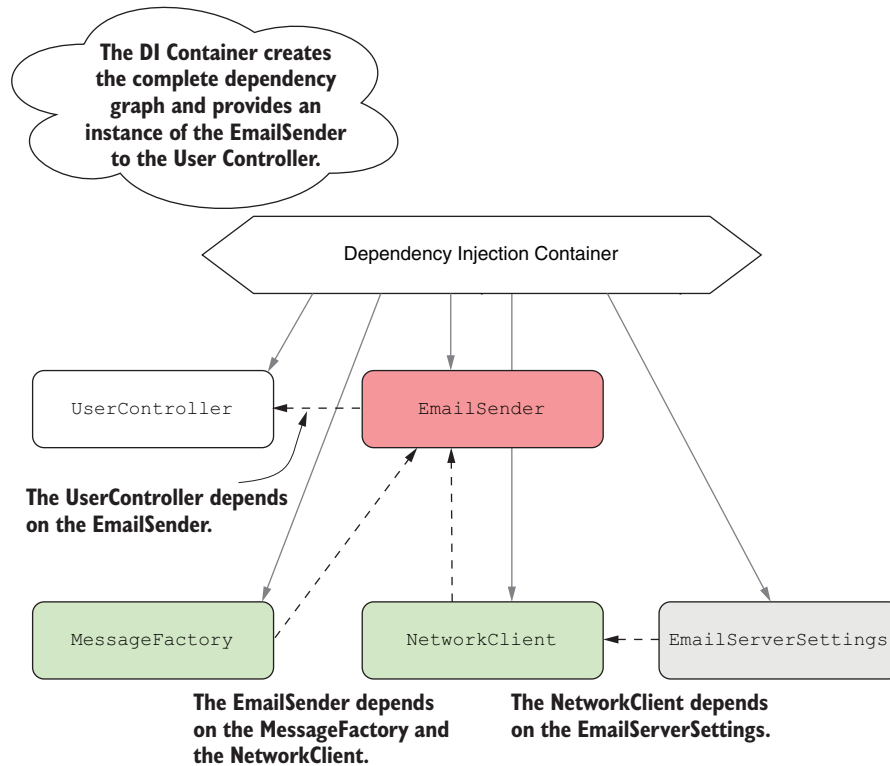 The DI Container creates
the complete dependency
graph and provides an
instance of the EmailSender
to the User Controller.
Dependency Injection Container
UserController
EmailSender
The UserController depends
on the EmailSender.
MessageFactory
NetworkClient
EmailServerSettings
The EmailSender depends
on the MessageFactory and
the NetworkClient.
The NetworkClient depends
on the EmailServerSettings.